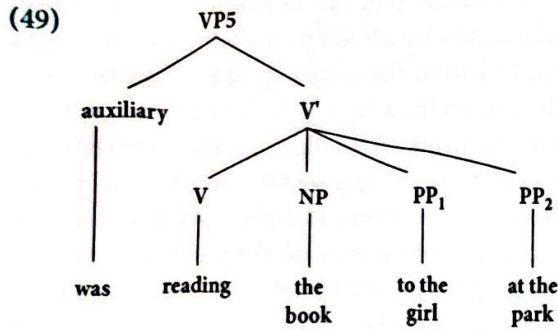 (49) VP5
auxiliary V'
V NP PP₁ PP₂
was reading the book to the girl at the park